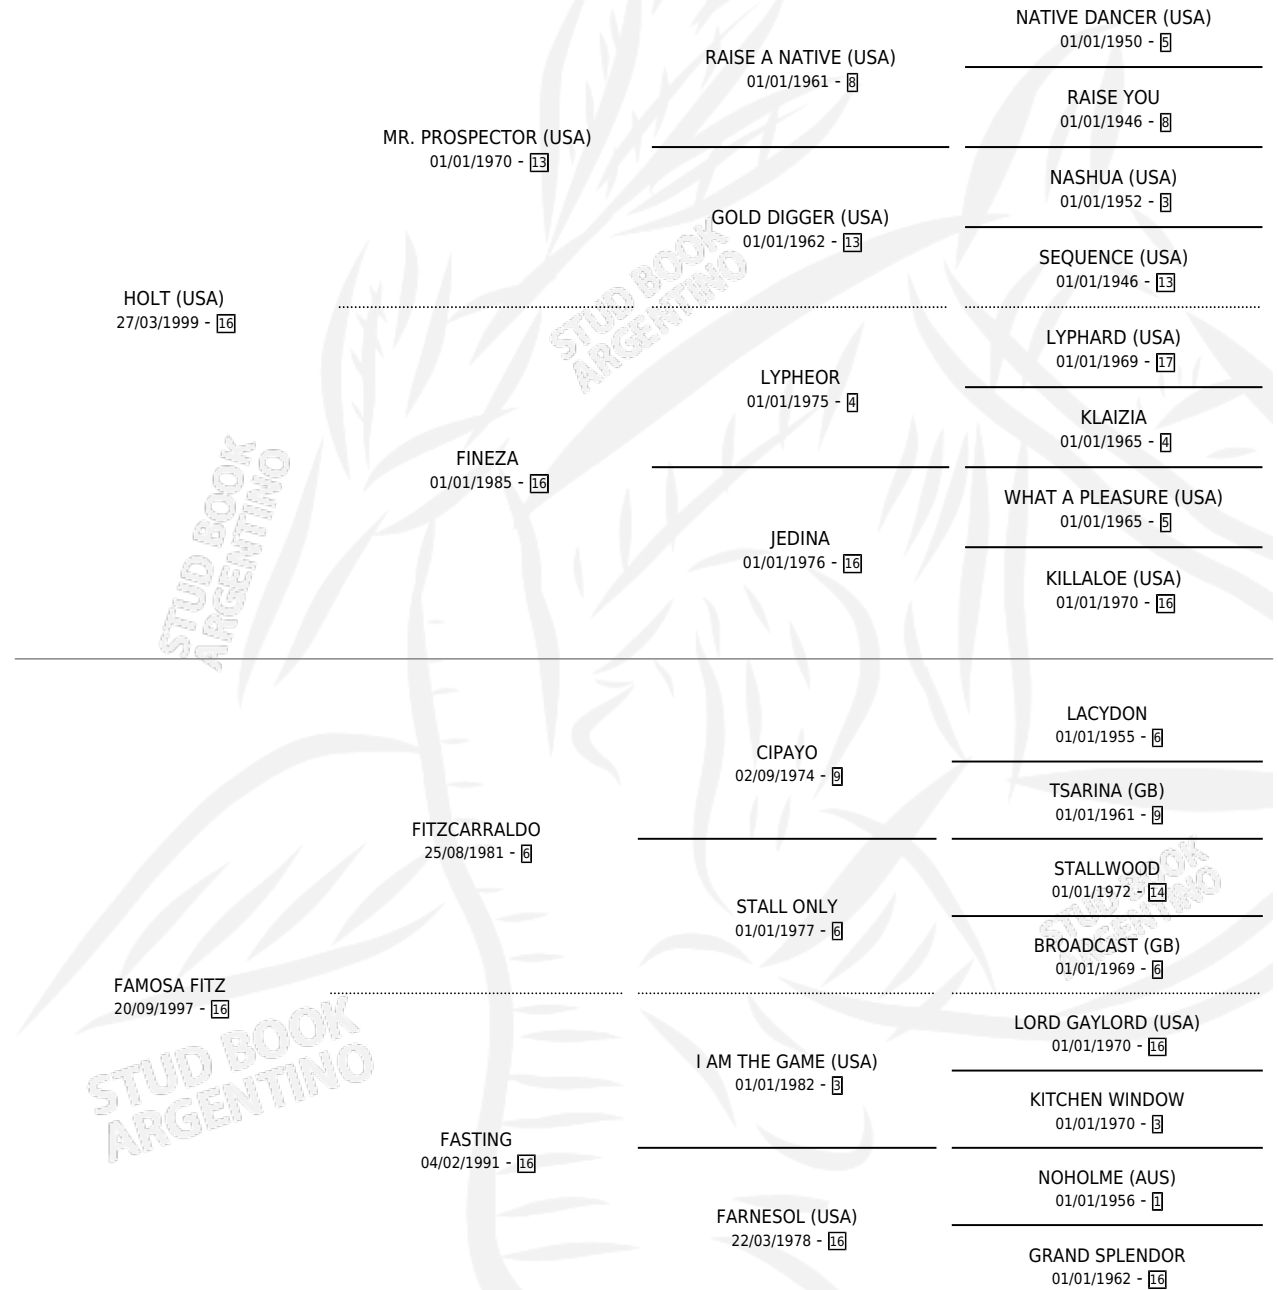 NATIVE DANCER (USA)
01/01/1950 - 5
RAISE A NATIVE (USA)
01/01/1961 - 8
RAISE YOU
01/01/1946 - 8
MR. PROSPECTOR (USA)
01/01/1970 - 13
NASHUA (USA)
01/01/1952 - 3
GOLD DIGGER (USA)
01/01/1962 - 13
SEQUENCE (USA)
01/01/1946 - 13
HOLT (USA)
27/03/1999 - 16
STUD BOOK
ARGENTINO
LYPHARD (USA)
01/01/1969 - 17
LYPHEOR
01/01/1975 - 4
KLAIZIA
01/01/1965 - 4
FINEZA
01/01/1985 - 16
WHAT A PLEASURE (USA)
01/01/1965 - 5
JEDINA
01/01/1976 - 16
KILLALOE (USA)
01/01/1970 - 16
STUD BOOK
ARGENTINO
LACYDON
01/01/1955 - 6
CIPAYO
02/09/1974 - 9
TSARINA (GB)
01/01/1961 - 9
FITZCARRALDO
25/08/1981 - 6
STALLWOOD
01/01/1972 - 14
STALL ONLY
01/01/1977 - 6
BROADCAST (GB)
01/01/1969 - 6
STUD BOOK
ARGENTINO
FAMOSA FITZ
20/09/1997 - 16
LORD GAYLORD (USA)
01/01/1970 - 16
I AM THE GAME (USA)
01/01/1982 - 3
KITCHEN WINDOW
01/01/1970 - 3
STUD BOOK
ARGENTINO
FASTING
04/02/1991 - 16
NOHOLME (AUS)
01/01/1956 - 1
FARNESOL (USA)
22/03/1978 - 16
GRAND SPLENDOR
01/01/1962 - 16